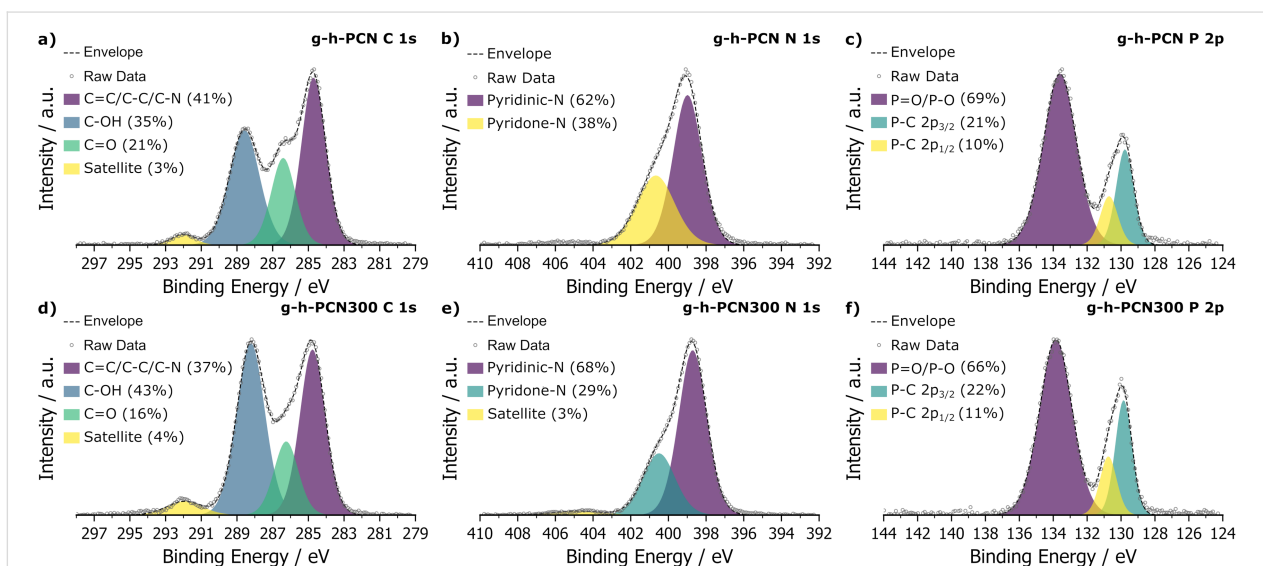 a)
g-h-PCN C 1s
Envelope
Raw Data
C=C/C-C/C-N (41%)
C-OH (35%)
C=O (21%)
Satellite (3%)
Intensity / a.u.
297 295 293 291 289 287 285 283 281 279
Binding Energy / eV
b)
g-h-PCN N 1s
Envelope
Raw Data
Pyridinic-N (62%)
Pyridone-N (38%)
Intensity / a.u.
410 408 406 404 402 400 398 396 394 392
Binding Energy / eV
c)
g-h-PCN P 2p
Envelope
Raw Data
P=O/P-O (69%)
P-C 2p3/2 (21%)
P-C 2p1/2 (10%)
Intensity / a.u.
144 142 140 138 136 134 132 130 128 126 124
Binding Energy / eV
d)
g-h-PCN300 C 1s
Envelope
Raw Data
C=C/C-C/C-N (37%)
C-OH (43%)
C=O (16%)
Satellite (4%)
Intensity / a.u.
297 295 293 291 289 287 285 283 281 279
Binding Energy / eV
e)
g-h-PCN300 N 1s
Envelope
Raw Data
Pyridinic-N (68%)
Pyridone-N (29%)
Satellite (3%)
Intensity / a.u.
410 408 406 404 402 400 398 396 394 392
Binding Energy / eV
f)
g-h-PCN300 P 2p
Envelope
Raw Data
P=O/P-O (66%)
P-C 2p3/2 (22%)
P-C 2p1/2 (11%)
Intensity / a.u.
144 142 140 138 136 134 132 130 128 126 124
Binding Energy / eV